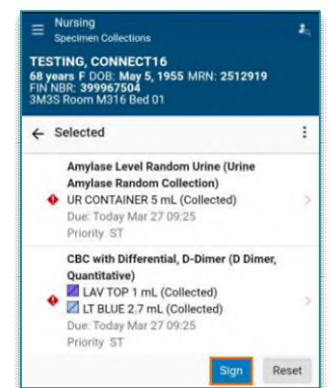 Nursing
Specimen Collections
TESTING, CONNECT16
68 years F DOB: May 5, 1955 MRN: 2512919
FIN NBR: 399967504
3M3S Room M316 Bed 01
Selected
Amylase Level Random Urine (Urine
Amylase Random Collection)
UR CONTAINER 5 mL (Collected)
Due: Today Mar 27 09:25
Priority ST
CBC with Differential, D-Dimer (D Dimer,
Quantitative)
LAV TOP 1 mL (Collected)
LT BLUE 2.7 mL (Collected)
Due: Today Mar 27 09:25
Priority ST
Sign Reset